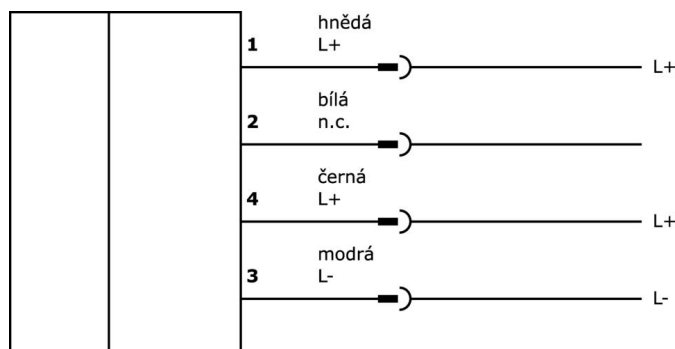 hnědá
1 L+
L+
bílá
2 n.c.
černá
4 L+
L+
modrá
3 L-
L-